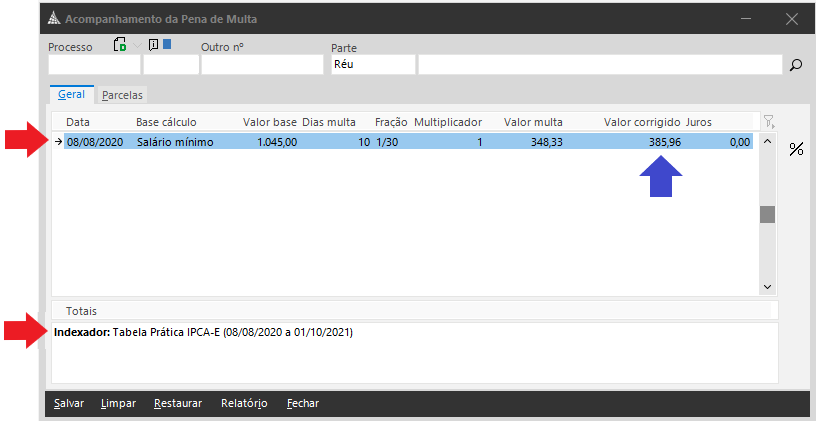 Acompanhamento da Pena de Multa
Processo Outro nº Parte
Réu
Geral Parcelas
Data Base cálculo Valor base Dias multa Fração Multiplicador Valor multa Valor corrigido Juros
08/08/2020 Salário mínimo 1.045,00 10 1/30 1 348,33 385,96 0,00
%
Totais
Indexador: Tabela Prática IPCA-E (08/08/2020 a 01/10/2021)
Salvar Limpar Restaurar Relatório Fechar